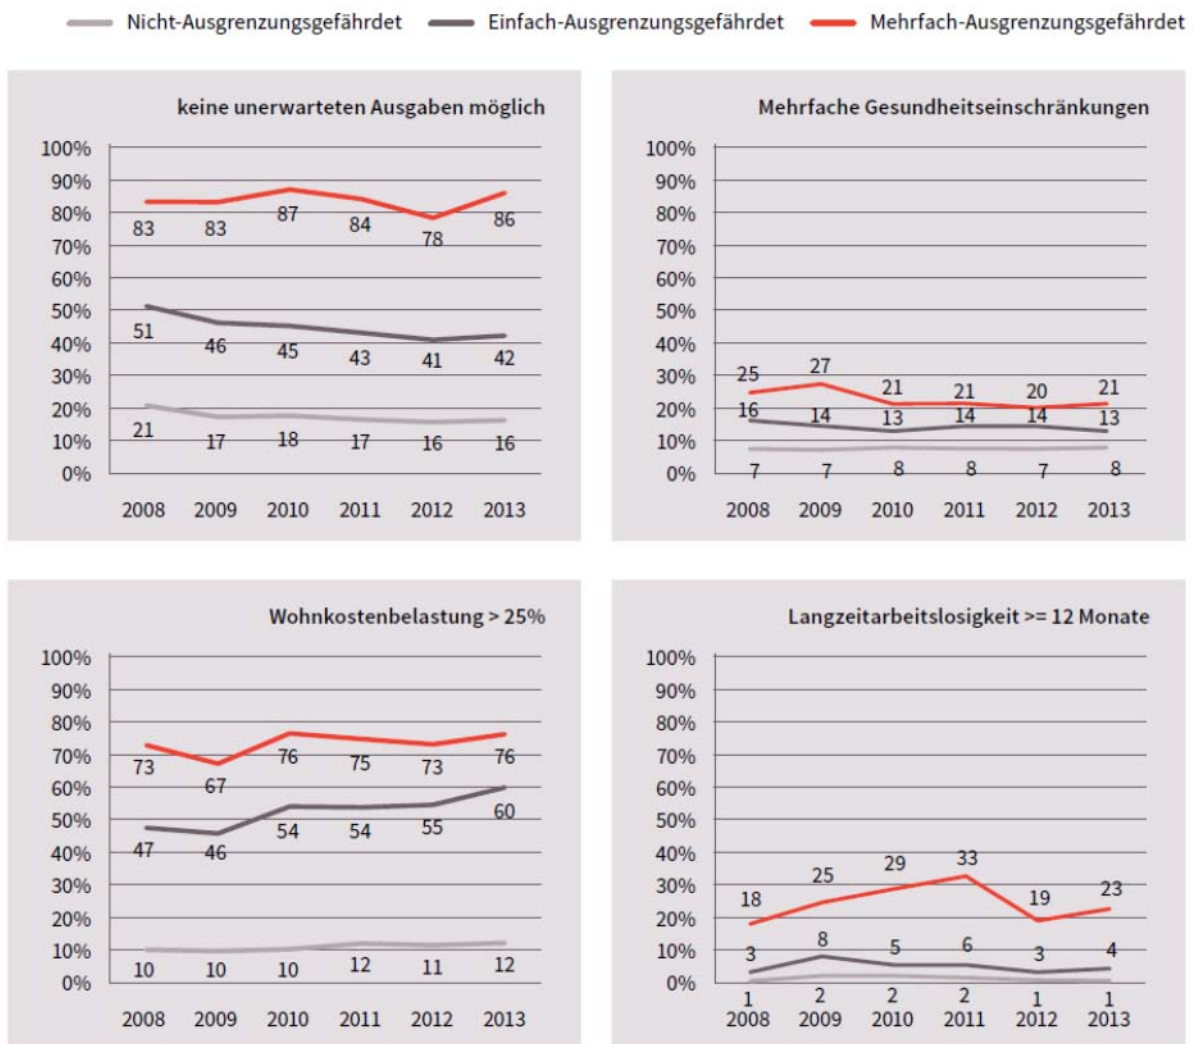 Nicht-Ausgrenzungsgefährdet Einfach-Ausgrenzungsgefährdet Mehrfach-Ausgrenzungsgefährdet
keine unerwarteten Ausgaben möglich
100%
90%
80%
70%
60%
50%
40%
30%
20%
10%
0%
83 83 87 84 78 86
51 46 45 43 41 42
21 17 18 17 16 16
2008 2009 2010 2011 2012 2013
Mehrfache Gesundheitseinschränkungen
100%
90%
80%
70%
60%
50%
40%
30%
20%
10%
0%
25 27 21 21 20 21
16 14 13 14 14 13
7 7 8 8 7 8
2008 2009 2010 2011 2012 2013
Wohnkostenbelastung > 25%
100%
90%
80%
70%
60%
50%
40%
30%
20%
10%
0%
73 67 76 75 73 76
47 46 54 54 55 60
10 10 10 12 11 12
2008 2009 2010 2011 2012 2013
Langzeitarbeitslosigkeit >= 12 Monate
100%
90%
80%
70%
60%
50%
40%
30%
20%
10%
0%
18 25 29 33 19 23
3 8 5 6 3 4
1 2 2 2 1 1
2008 2009 2010 2011 2012 2013